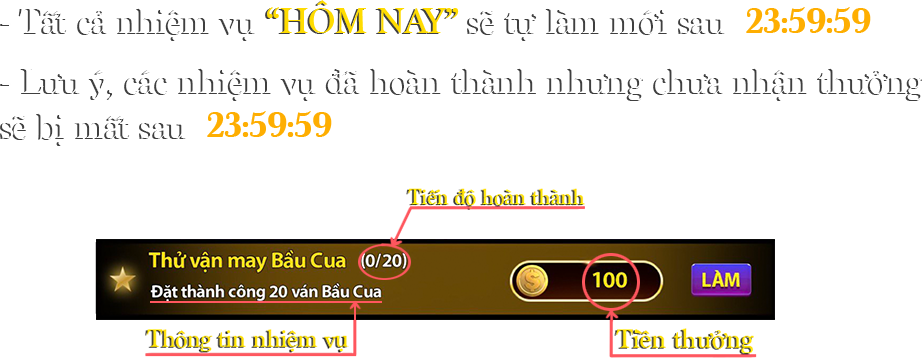 - Tất cả nhiệm vụ “HÔM NAY” sẽ tự làm mới sau 23:59:59
- Lưu ý, các nhiệm vụ đã hoàn thành nhưng chưa nhận thưởng
sẽ bị mất sau 23:59:59
Tiến độ hoàn thành
Thử vận may Bầu Cua (0/20)
Đặt thành công 20 ván Bầu Cua
100
LÀM
Thông tin nhiệm vụ
Tiền thưởng